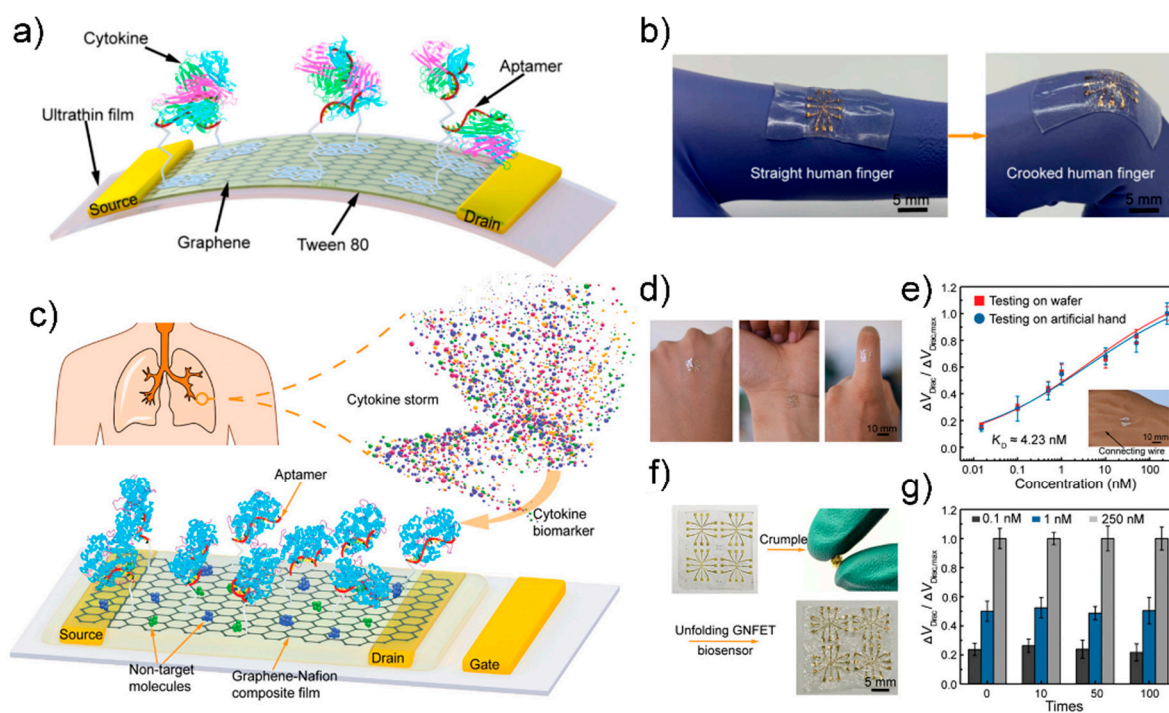 a)
Cytokine
Aptamer
Ultrathin film
Source
Drain
Graphene
Tween 80
b)
Straight human finger
5 mm
Crooked human finger
5 mm
c)
Cytokine storm
Cytokine
biomarker
Aptamer
Source
Drain
Gate
Non-target
molecules
Graphene-Nafion
composite film
d)
10 mm
e)
Testing on wafer
Testing on artificial hand
ΔV_Dirac / ΔV_Dirac,max
1.2
1.0
0.8
0.6
0.4
0.2
0.0
K_D ≈ 4.23 nM
10 mm
Connecting wire
0.01 0.1 1 10 100
Concentration (nM)
f)
Crumple
Unfolding GNFET
biosensor
5 mm
g)
0.1 nM 1 nM 250 nM
ΔV_Dirac / ΔV_Dirac,max
1.2
1.0
0.8
0.6
0.4
0.2
0.0
0 10 50 100
Times